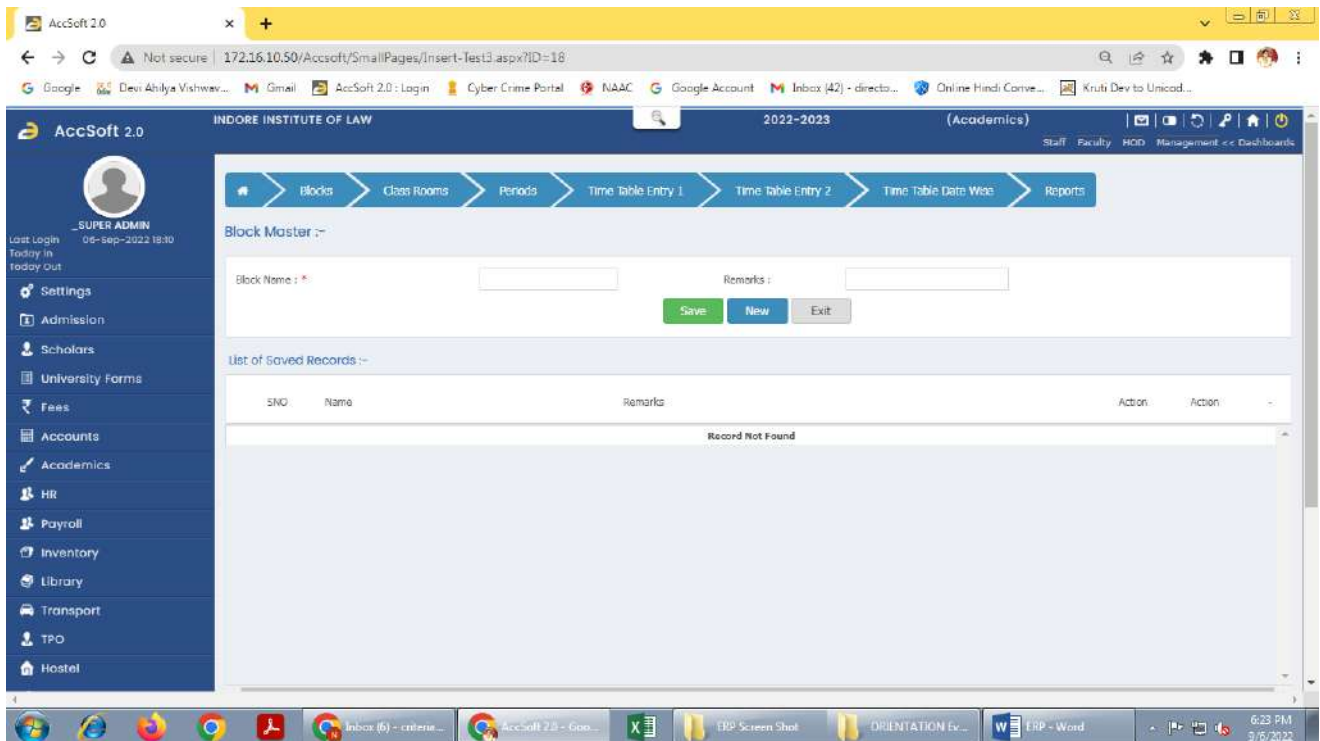 AccSoft 2.0
Not secure 172.16.10.50/Accsoft/SmallPages/Insert-Test3.aspx?ID=18
Google Devi Ahilya Vishwav... Gmail AccSoft 2.0 : Login Cyber Crime Portal NAAC Google Account Inbox (42) - directo... Online Hindi Conve... Kruti Dev to Unicod...
AccSoft 2.0
INDORE INSTITUTE OF LAW 2022-2023 (Academics)
Staff Faculty HOD Management << Dashboards
Blocks Class Rooms Periods Time Table Entry 1 Time Table Entry 2 Time Table Date Wise Reports
_SUPER ADMIN
Last Login 06-Sep-2022 18:10
Today In
Today Out
Block Master :-
Block Name : * Remarks :
Save New Exit
List of Saved Records :-
SNO Name Remarks Action Action -
Record Not Found
Settings
Admission
Scholars
University Forms
Fees
Accounts
Academics
HR
Payroll
Inventory
Library
Transport
TPO
Hostel
Inbox (6) - criteria... AccSoft 2.0 - Goo... ERP Screen Shot ORIENTATION Ev... ERP - Word
6:23 PM
9/6/2022